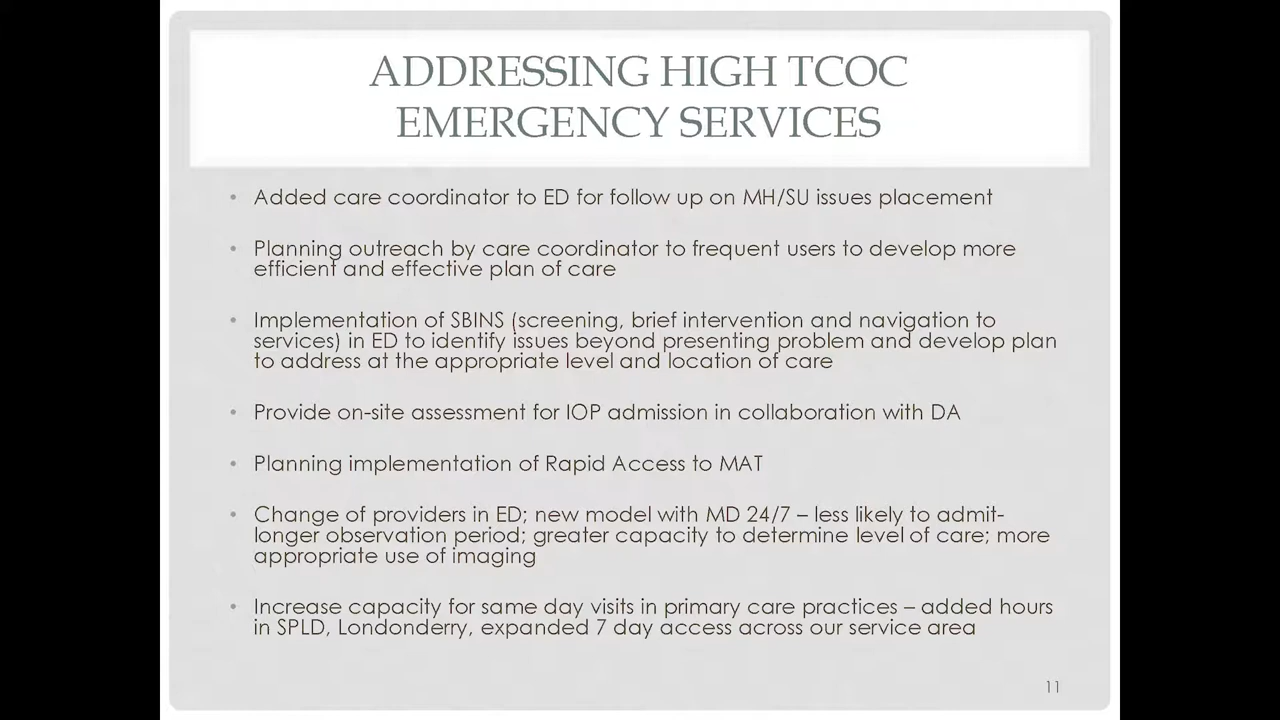 ADDRESSING HIGH TCOC
EMERGENCY SERVICES
• Added care coordinator to ED for follow up on MH/SU issues placement
• Planning outreach by care coordinator to frequent users to develop more
efficient and effective plan of care
• Implementation of SBINS (screening, brief intervention and navigation to
services) in ED to identify issues beyond presenting problem and develop plan
to address at the appropriate level and location of care
• Provide on-site assessment for IOP admission in collaboration with DA
• Planning implementation of Rapid Access to MAT
• Change of providers in ED; new model with MD 24/7 – less likely to admit-
longer observation period; greater capacity to determine level of care; more
appropriate use of imaging
• Increase capacity for same day visits in primary care practices – added hours
in SPLD, Londonderry, expanded 7 day access across our service area
11